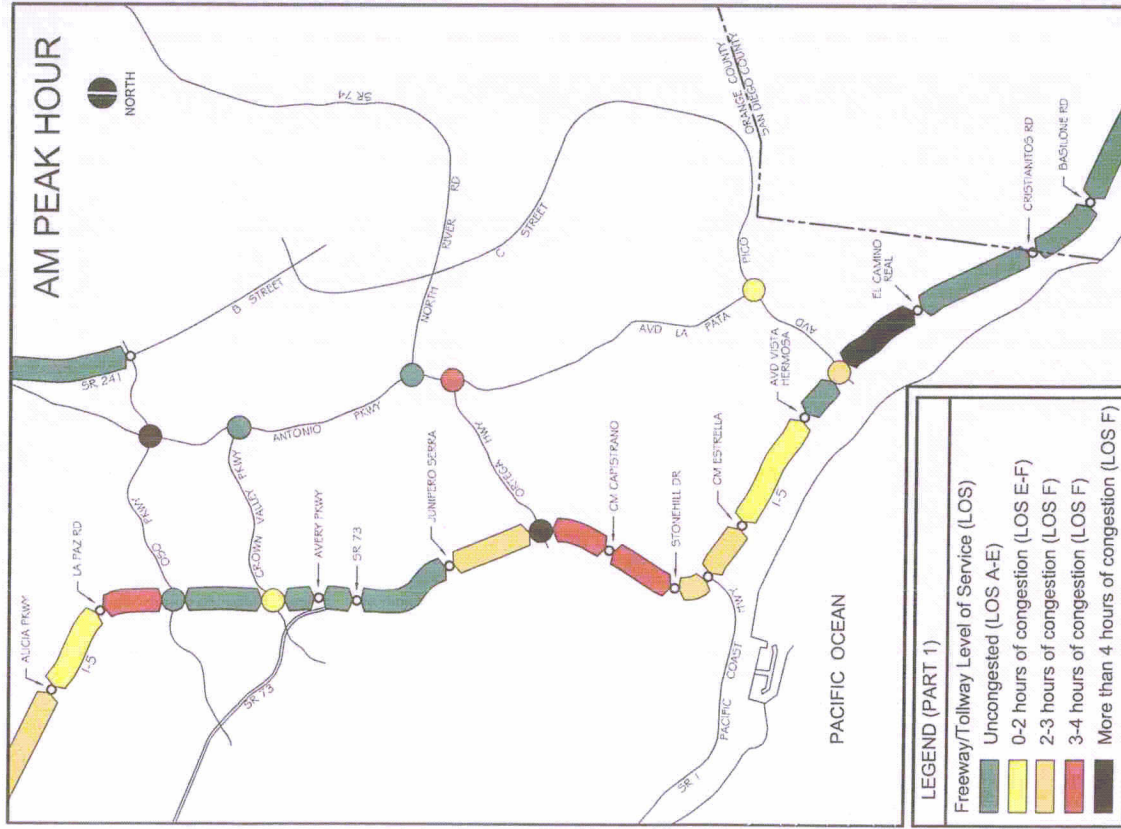 AM PEAK HOUR
NORTH
SR 74
SR 241
B STREET
ALICIA PKWY
LA PAZ RD
I-5
OSO PKWY
CROWN VALLEY PKWY
ANTONIO PKWY
NORTH RIVER RD
C STREET
AVERY PKWY
SR 73
SR 73
JUNIPERO SERRA
ORTEGA HWY
AVD LA PATA
AVD PICO
ORANGE COUNTY
SAN DIEGO COUNTY
CM CAPISTRANO
STONEHILL DR
CM ESTRELLA
I-5
AVD VISTA
HERMOSA
EL CAMINO
REAL
CRISTIANITOS RD
BASILONE RD
SR 1
PACIFIC COAST HWY
PACIFIC OCEAN
LEGEND (PART 1)
Freeway/Tollway Level of Service (LOS)
Uncongested (LOS A-E)
0-2 hours of congestion (LOS E-F)
2-3 hours of congestion (LOS F)
3-4 hours of congestion (LOS F)
More than 4 hours of congestion (LOS F)